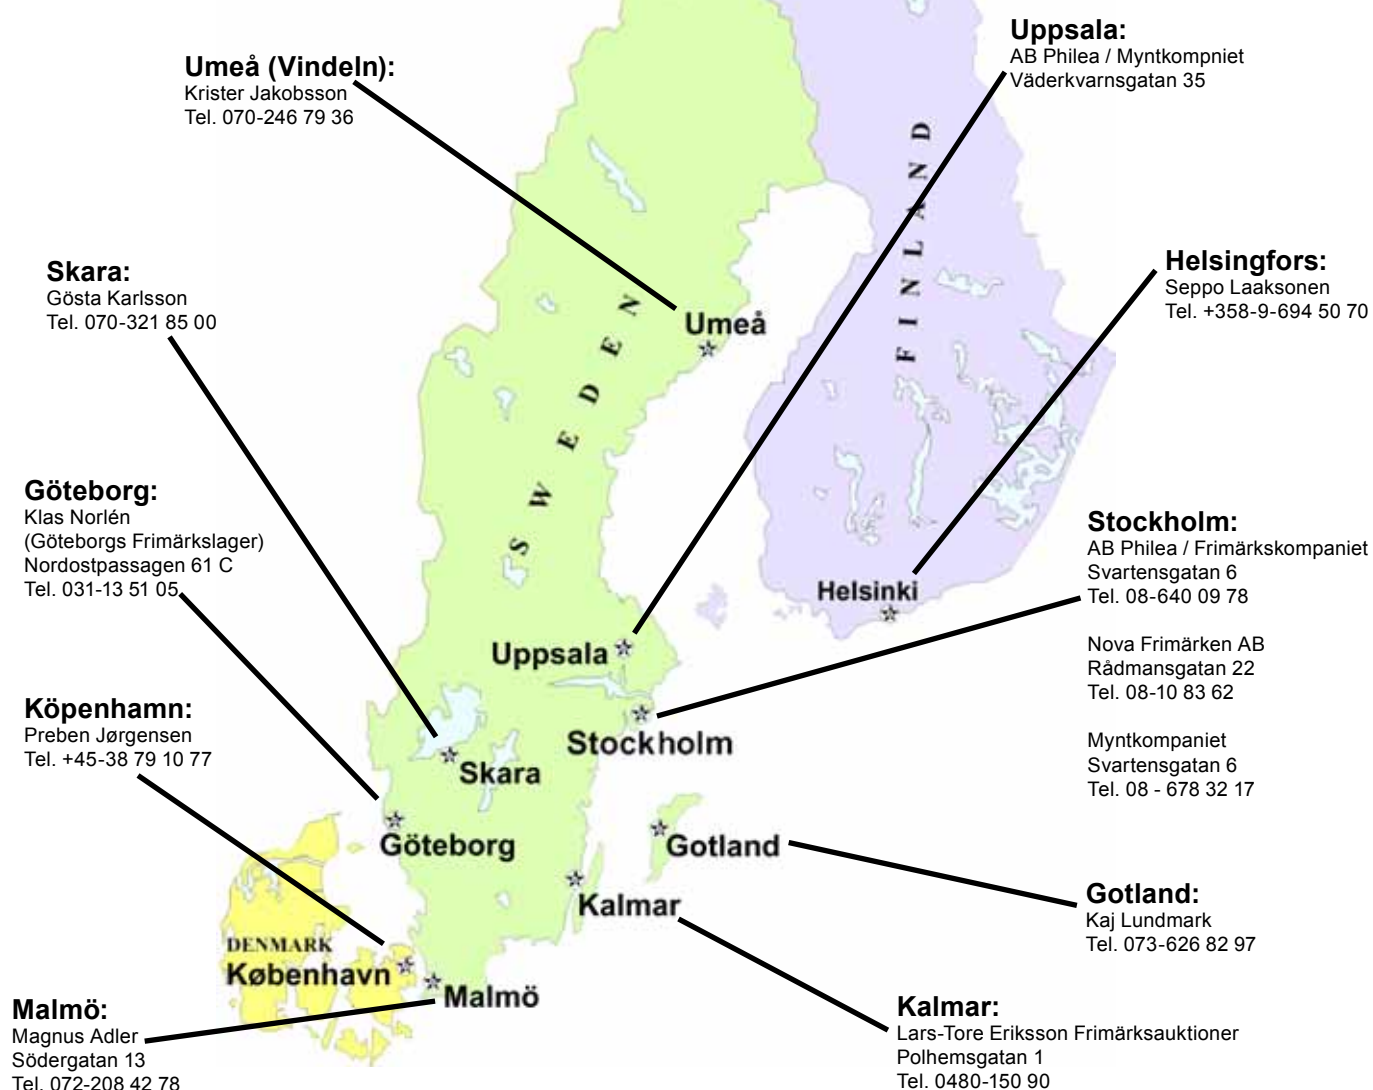 Uppsala:
AB Philea / Myntkompniet
Väderkvarnsgatan 35
Umeå (Vindeln):
Krister Jakobsson
Tel. 070-246 79 36
FINLAND
Skara:
Gösta Karlsson
Tel. 070-321 85 00
Helsingfors:
Seppo Laaksonen
Tel. +358-9-694 50 70
Umeå
SWEDEN
Göteborg:
Klas Norlén
(Göteborgs Frimärkslager)
Nordostpassagen 61 C
Tel. 031-13 51 05
Stockholm:
AB Philea / Frimärkskompaniet
Svartensgatan 6
Tel. 08-640 09 78
Nova Frimärken AB
Rådmansgatan 22
Tel. 08-10 83 62
Myntkompaniet
Svartensgatan 6
Tel. 08 - 678 32 17
Helsinki
Uppsala
Köpenhamn:
Preben Jørgensen
Tel. +45-38 79 10 77
Stockholm
Skara
Göteborg
Gotland
Kalmar
Gotland:
Kaj Lundmark
Tel. 073-626 82 97
DENMARK
København
Malmö
Malmö:
Magnus Adler
Södergatan 13
Tel. 072-208 42 78
Kalmar:
Lars-Tore Eriksson Frimärksauktioner
Polhemsgatan 1
Tel. 0480-150 90